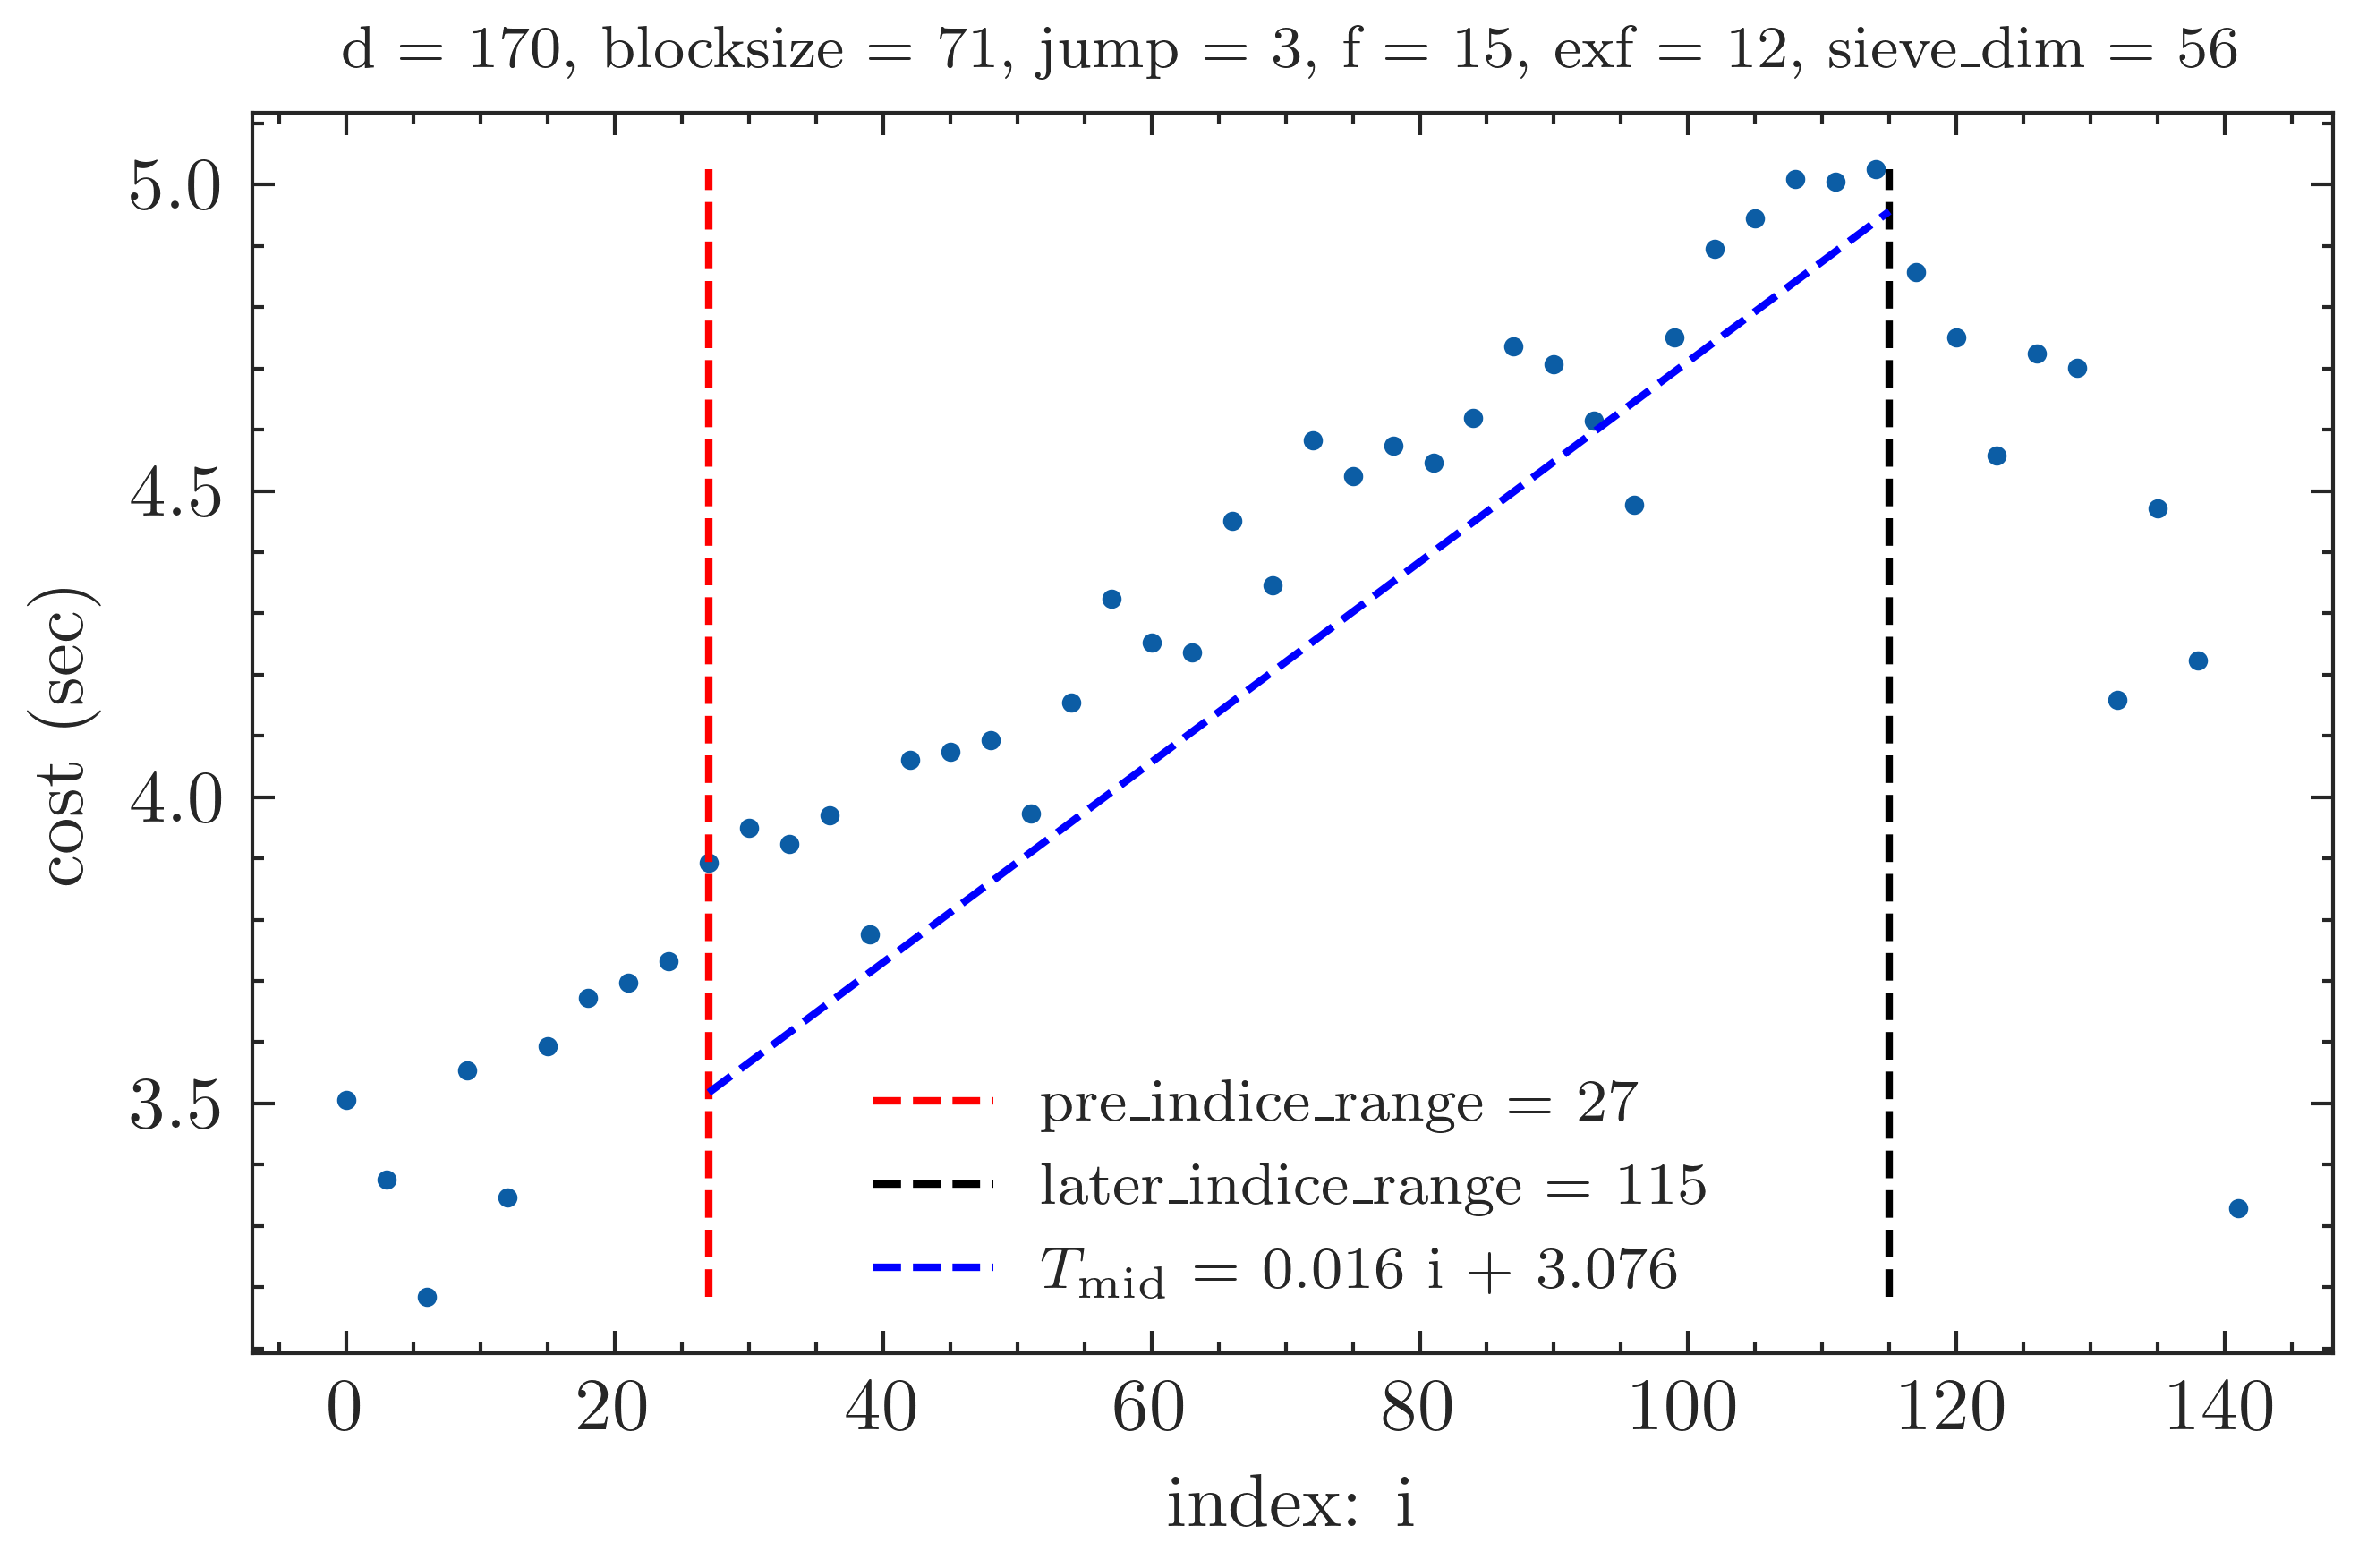 d = 170, blocksize = 71, jump = 3, f = 15, exf = 12, sieve_dim = 56
5.0
4.5
4.0
3.5
cost (sec)
pre_indice_range = 27
later_indice_range = 115
T_mid = 0.016 i + 3.076
0 20 40 60 80 100 120 140
index: i